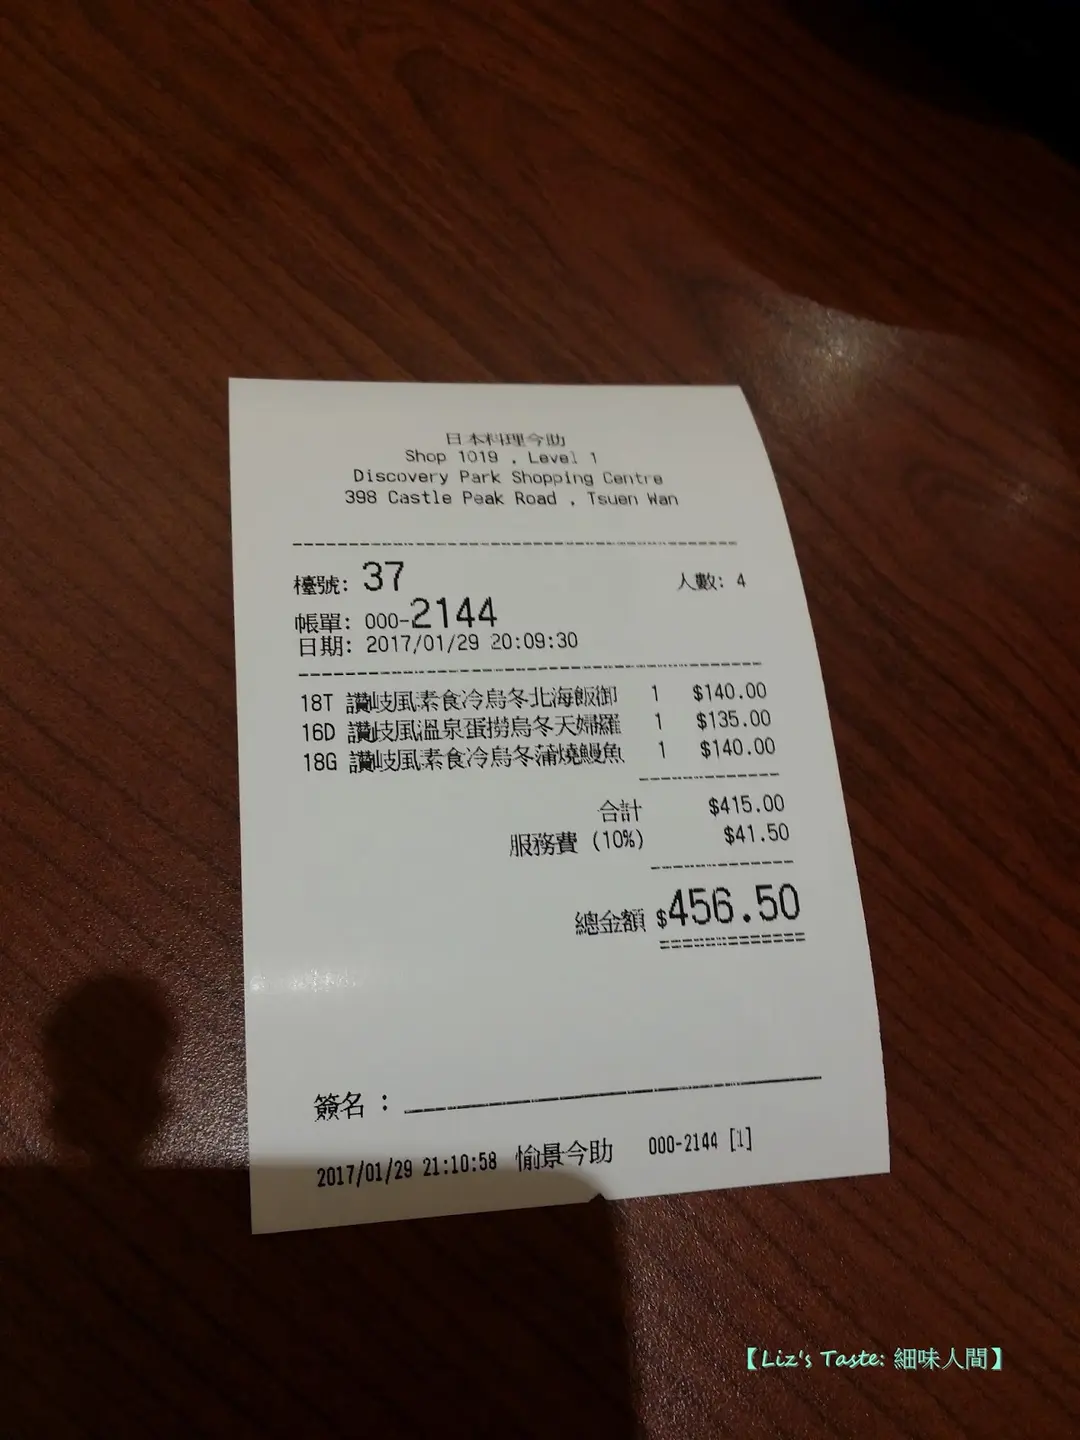 日本料理今助
Shop 1019 , Level 1
Discovery Park Shopping Centre
398 Castle Peak Road , Tsuen Wan
檯號: 37 人數: 4
帳單: 000-2144
日期: 2017/01/29 20:09:30
18T 讚岐風素食冷烏冬北海飯御 1 $140.00
16D 讚岐風溫泉蛋撈烏冬天婦羅 1 $135.00
18G 讚岐風素食冷烏冬蒲燒鰻魚 1 $140.00
合計 $415.00
服務費 (10%) $41.50
總金額 $456.50
簽名 :
2017/01/29 21:10:58 愉景今助 000-2144 [1]
【Liz's Taste: 細味人間】